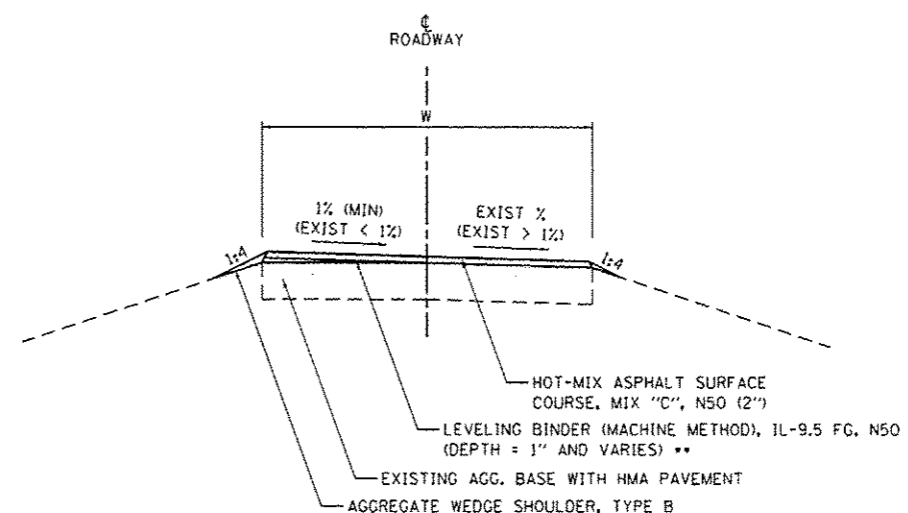 ℄
ROADWAY
W
1% (MIN)
(EXIST < 1%)
EXIST %
(EXIST > 1%)
1:4
1:4
HOT-MIX ASPHALT SURFACE
COURSE, MIX "C", N50 (2")
LEVELING BINDER (MACHINE METHOD), IL-9.5 FG, N50
(DEPTH = 1" AND VARIES) **
EXISTING AGG. BASE WITH HMA PAVEMENT
AGGREGATE WEDGE SHOULDER, TYPE B